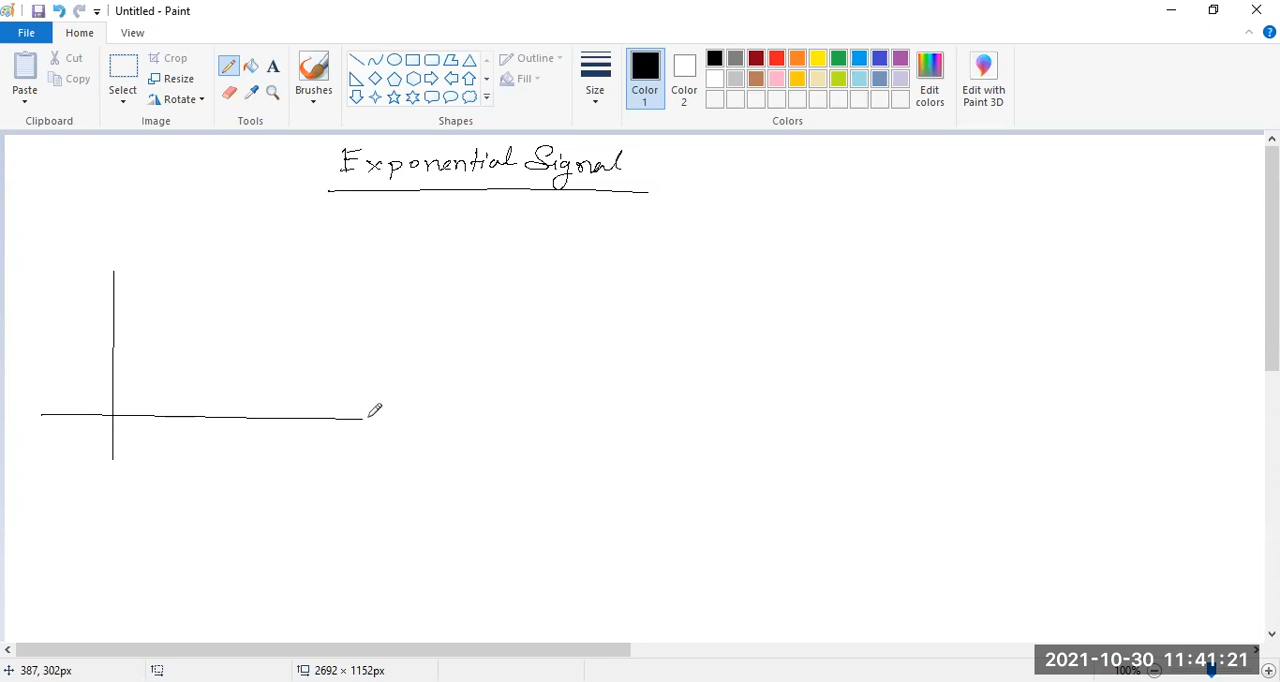 Untitled - Paint
File Home View
Paste
Cut
Copy
Clipboard
Select
Crop
Resize
Rotate
Image
A
Tools
Brushes
Outline
Fill
Shapes
Size
Color 1
Color 2
Edit colors
Colors
Edit with Paint 3D
Exponential Signal
387, 302px
2692 × 1152px
100%
2021-10-30 11:41:21